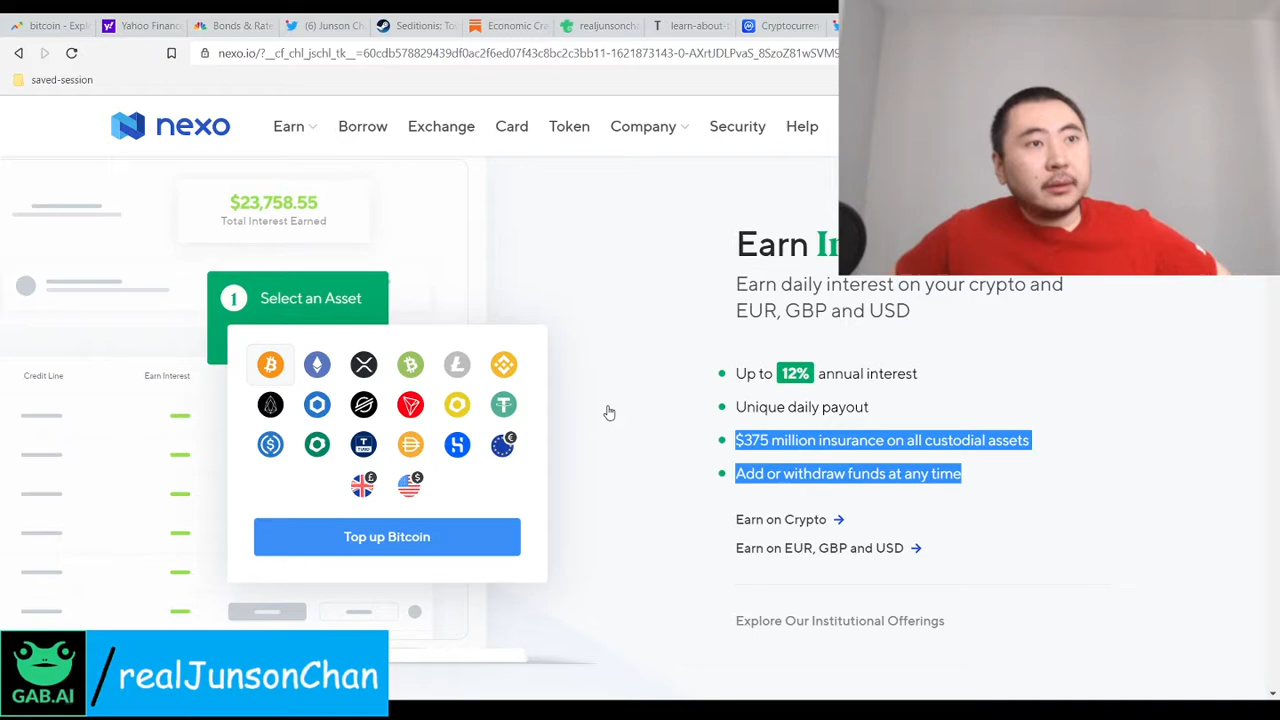 bitcoin - Expl
Yahoo Financ
Bonds & Rate
(6) Junson Ch
Seditionis: To
Economic Cra
realjunsoncha
learn-about-t
Cryptocurren
nexo.io/?__cf_chl_jschl_tk__=60cdb578829439df0ac2f6ed07f43c8bc2c3bb11-1621873143-0-AXrtJDLPvaS_8SzoZ81wSVMS
saved-session
nexo
Earn
Borrow
Exchange
Card
Token
Company
Security
Help
$23,758.55
Total Interest Earned
1 Select an Asset
Credit Line
Earn Interest
Top up Bitcoin
Earn In
Earn daily interest on your crypto and
EUR, GBP and USD
Up to 12% annual interest
Unique daily payout
$375 million insurance on all custodial assets
Add or withdraw funds at any time
Earn on Crypto
Earn on EUR, GBP and USD
Explore Our Institutional Offerings
GAB.AI
/realJunsonChan